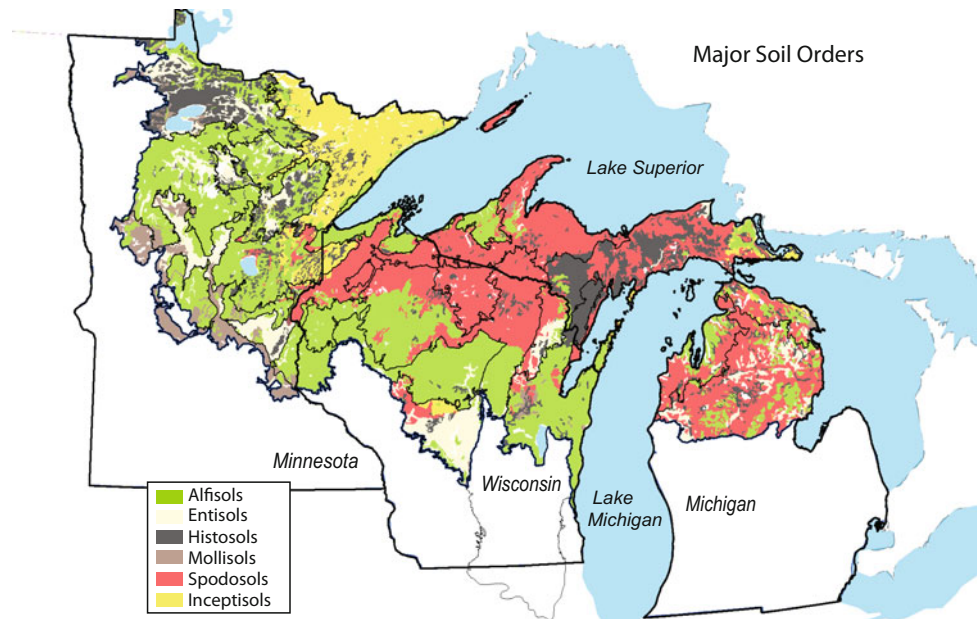 Major Soil Orders
Lake Superior
Minnesota
Wisconsin
Lake
Michigan
Michigan
Alfisols
Entisols
Histosols
Mollisols
Spodosols
Inceptisols